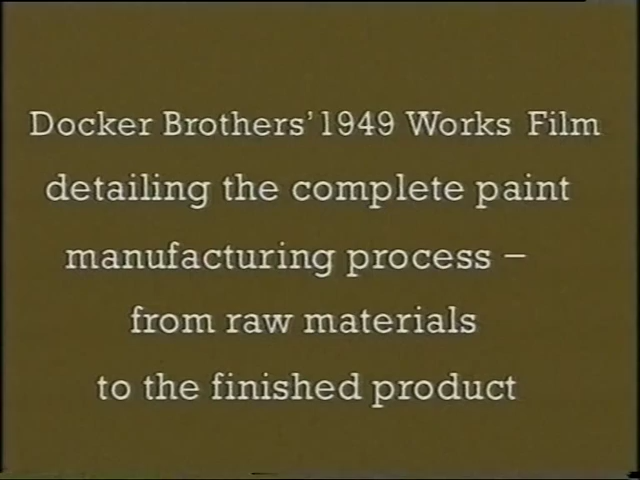 Docker Brothers’ 1949 Works Film
detailing the complete paint
manufacturing process –
from raw materials
to the finished product